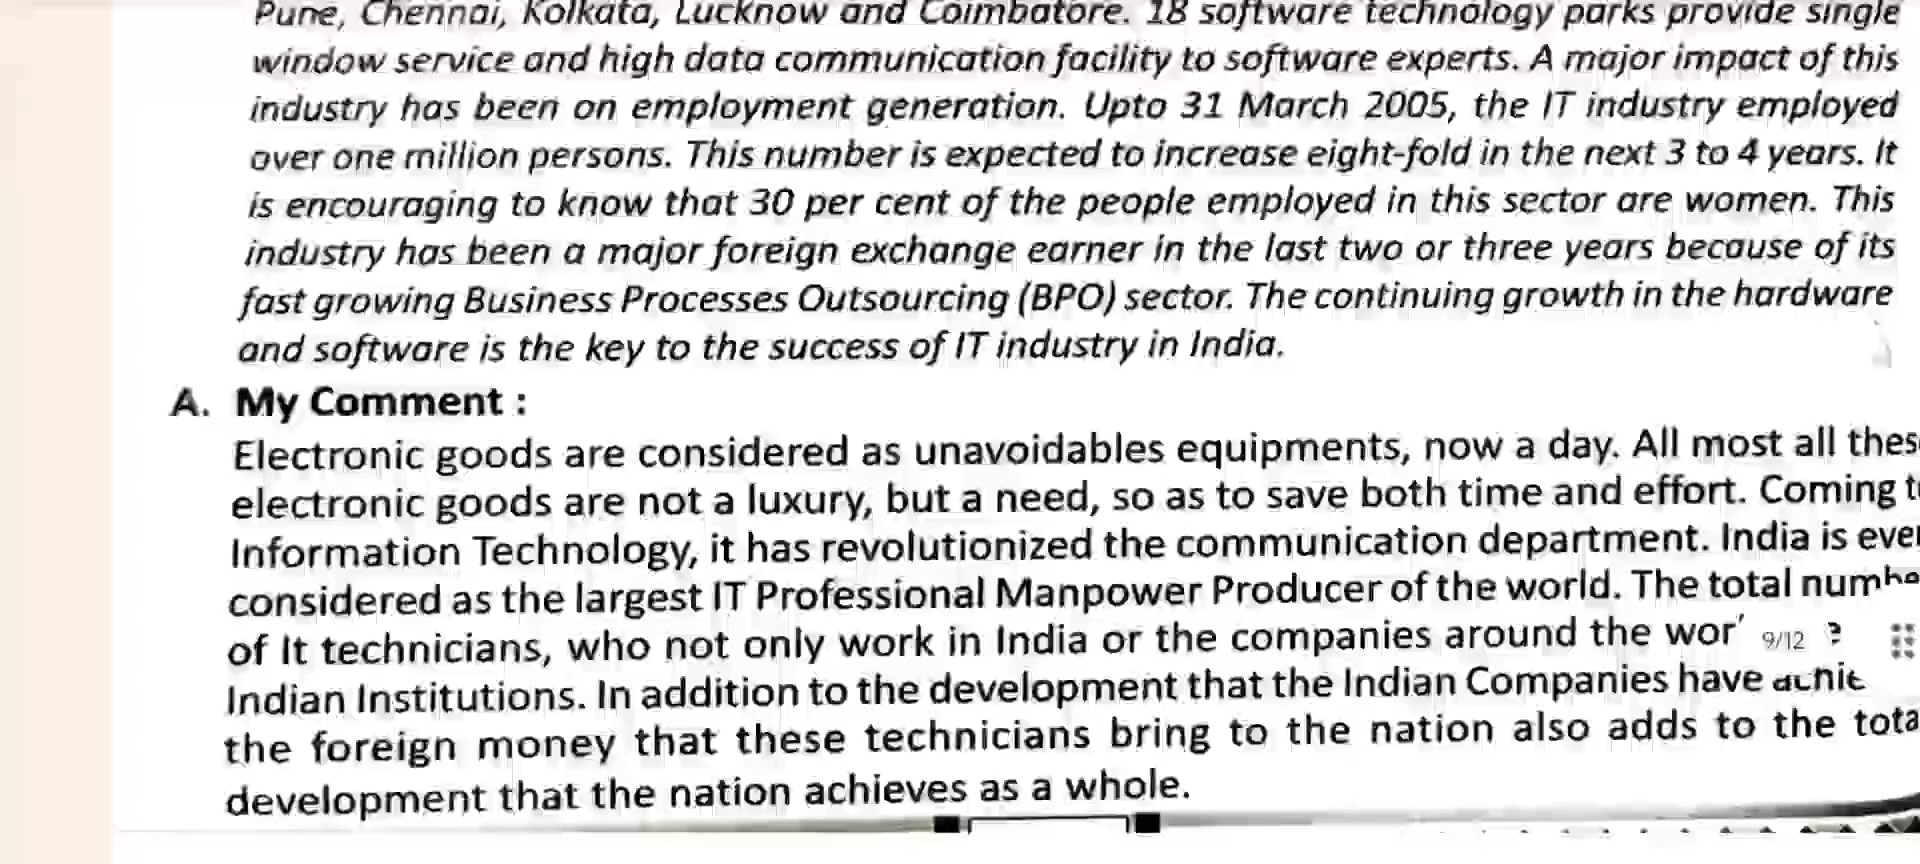 Pune, Chennai, Kolkata, Lucknow and Coimbatore. 18 software technology parks provide single
window service and high data communication facility to software experts. A major impact of this
industry has been on employment generation. Upto 31 March 2005, the IT industry employed
over one million persons. This number is expected to increase eight-fold in the next 3 to 4 years. It
is encouraging to know that 30 per cent of the people employed in this sector are women. This
industry has been a major foreign exchange earner in the last two or three years because of its
fast growing Business Processes Outsourcing (BPO) sector. The continuing growth in the hardware
and software is the key to the success of IT industry in India.
A. My Comment :
Electronic goods are considered as unavoidables equipments, now a day. All most all
electronic goods are not a luxury, but a need, so as to save both time and effort. Coming
Information Technology, it has revolutionized the communication department. India is
considered as the largest IT Professional Manpower Producer of the world. The total
of It technicians, who not only work in India or the companies around the 9/12
Indian Institutions. In addition to the development that the Indian Companies have
the foreign money that these technicians bring to the nation also adds to the
development that the nation achieves as a whole.